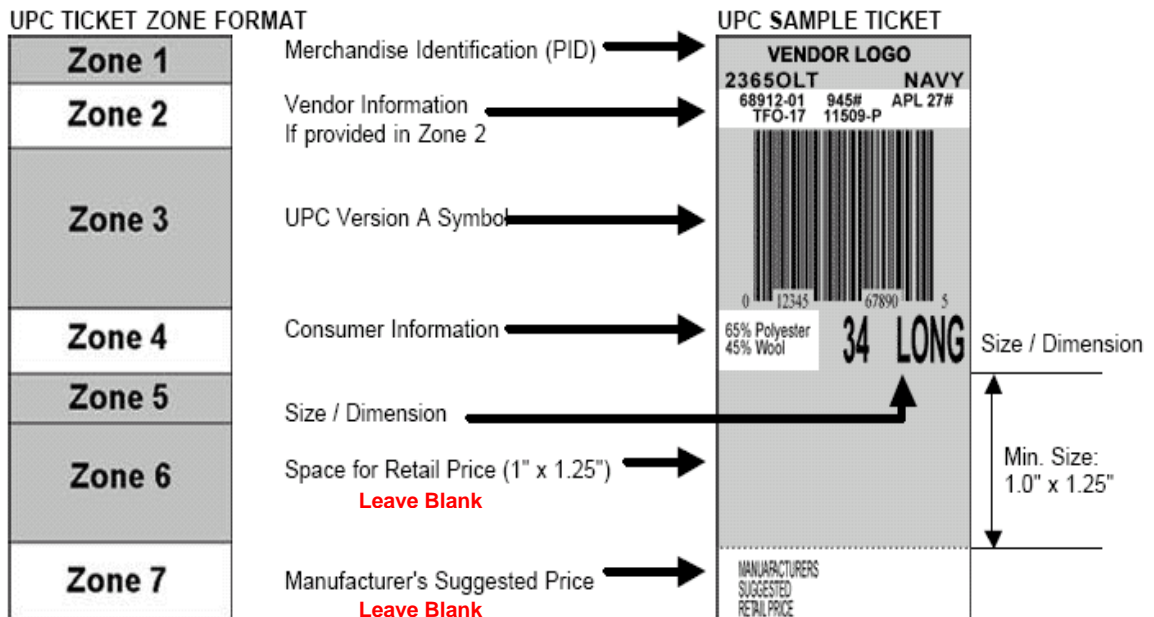 UPC TICKET ZONE FORMAT
Zone 1
Zone 2
Zone 3
Zone 4
Zone 5
Zone 6
Zone 7
Merchandise Identification (PID)
Vendor Information
If provided in Zone 2
UPC Version A Symbol
Consumer Information
Size / Dimension
Space for Retail Price (1" x 1.25")
Leave Blank
Manufacturer's Suggested Price
Leave Blank
UPC SAMPLE TICKET
VENDOR LOGO
2365OLT NAVY
68912-01 945# APL 27#
TFO-17 11509-P
0 12345 67890 5
65% Polyester
45% Wool
34 LONG
MANUARACTURERS
SUGGESTED
RETAIL PRICE
Size / Dimension
Min. Size:
1.0" x 1.25"